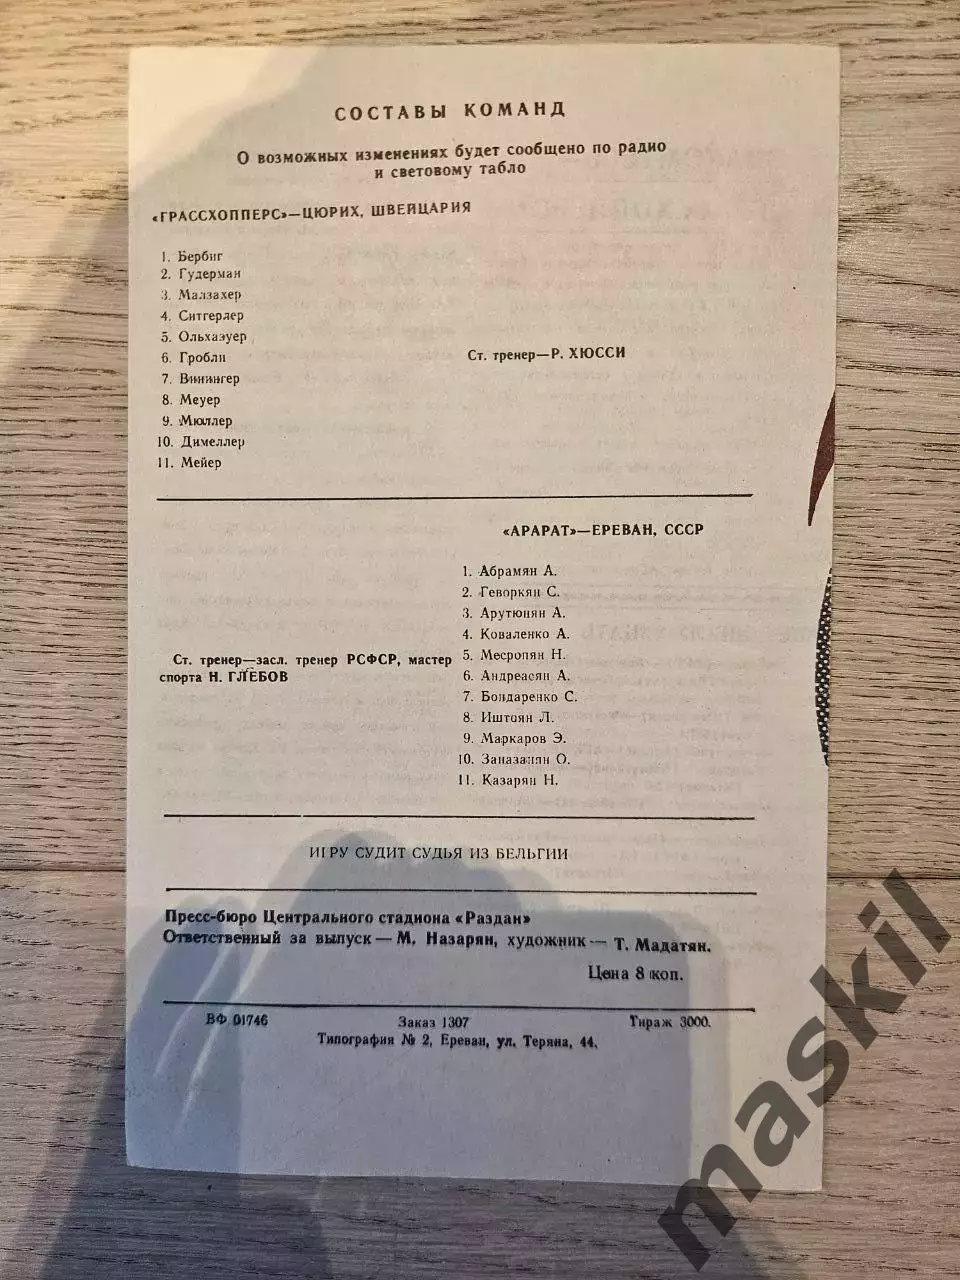 СОСТАВЫ КОМАНД
О возможных изменениях будет сообщено по радио
и световому табло
«ГРАССХОППЕРС»—ЦЮРИХ, ШВЕЙЦАРИЯ
1. Бербиг
2. Гудерман
3. Малзахер
4. Ситгерлер
5. Ольхазуер
6. Гробли
7. Винингер
8. Меуер
9. Мюллер
10. Димеллер
11. Мейер
Ст. тренер—Р. ХЮССИ
«АРАРАТ»—ЕРЕВАН, СССР
1. Абрамян А.
2. Геворкян С.
3. Арутюнян А.
4. Коваленко А.
5. Месропян Н.
6. Андреасян А.
7. Бондаренко С.
8. Иштоян Л.
9. Маркаров Э.
10. Заназанян О.
11. Казарян Н.
Ст. тренер—засл. тренер РСФСР, мастер
спорта Н. ГЛЕБОВ
ИГРУ СУДИТ СУДЬЯ ИЗ БЕЛЬГИИ
Пресс-бюро Центрального стадиона «Раздан»
Ответственный за выпуск — М. Назарян, художник — Т. Мадатян.
Цена 8 коп.
ВФ 01746 Заказ 1307 Тираж 3000.
Типография № 2, Ереван, ул. Теряна, 44.
maskil